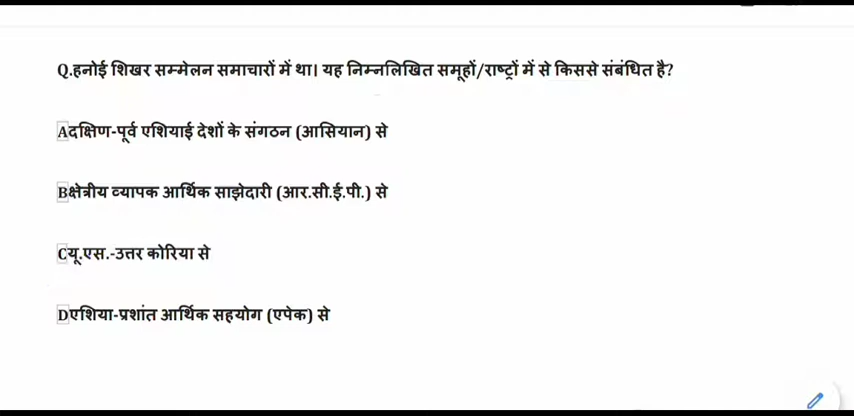 Q.हनोई शिखर सम्मेलन समाचारों में था। यह निम्नलिखित समूहों/राष्ट्रों में से किससे संबंधित है?
Aदक्षिण-पूर्व एशियाई देशों के संगठन (आसियान) से
Bक्षेत्रीय व्यापक आर्थिक साझेदारी (आर.सी.ई.पी.) से
Cयू.एस.-उत्तर कोरिया से
Dएशिया-प्रशांत आर्थिक सहयोग (एपेक) से